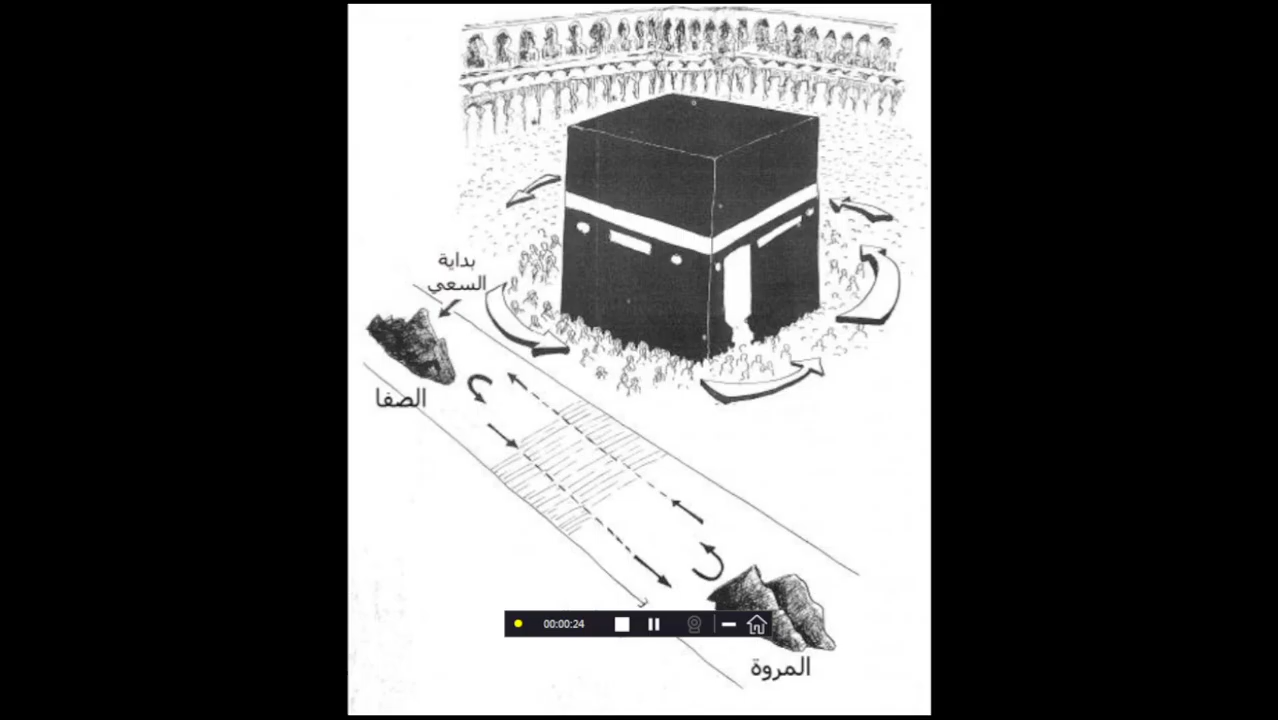 بداية
السعي
الصفا
00:00:24
المروة